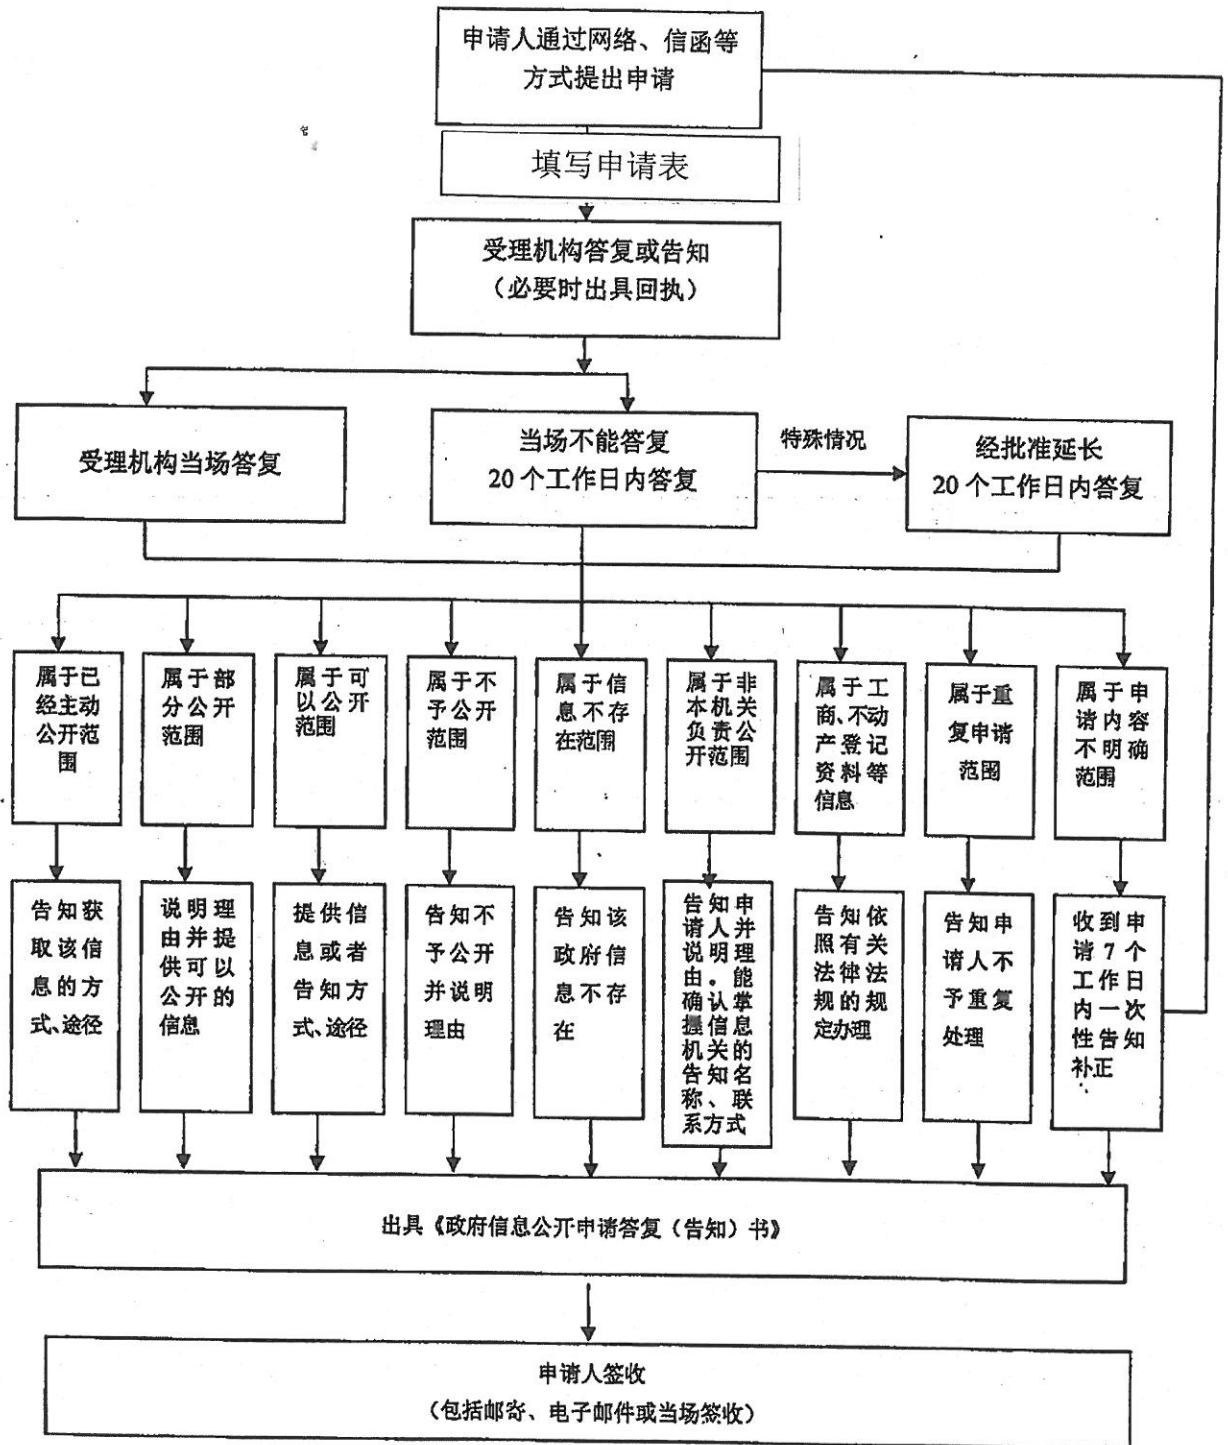 申请人通过网络、信函等
方式提出申请
填写申请表
受理机构答复或告知
（必要时出具回执）
受理机构当场答复
当场不能答复
20个工作日内答复
特殊情况
经批准延长
20个工作日内答复
属于已
经主动
公开范
围
属于部
分公开
范围
属于可
以公开
范围
属于不
予公开
范围
属于信
息不存
在范围
属于非
本机关
负责公
开范围
属于工
商、不动
产登记
资料等
信息
属于重
复申请
范围
属于申
请内容
不明确
范围
告知获
取该信
息的方
式、途径
说明理
由并提
供可以
公开的
信息
提供信
息或者
告知方
式、途径
告知不
予公开
并说明
理由
告知该
政府信
息不存
在
告知申
请人并
说明理
由。能
确认掌
握信息
机关的
告知名
称、联
系方式
告知依
照有关
法律法
规的规
定办理
告知申
请人不
予重复
处理
收到申
请7个
工作日
内一次
性告知
补正
出具《政府信息公开申请答复（告知）书》
申请人签收
（包括邮寄、电子邮件或当场签收）